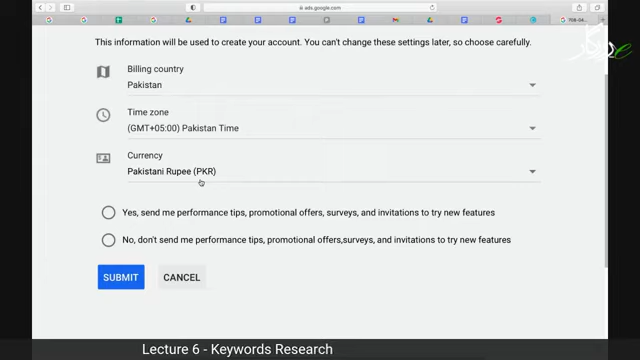 ads.google.com
708-04
This information will be used to create your account. You can't change these settings later, so choose carefully.
Billing country
Pakistan
Time zone
(GMT+05:00) Pakistan Time
Currency
Pakistani Rupee (PKR)
Yes, send me performance tips, promotional offers, surveys, and invitations to try new features
No, don't send me performance tips, promotional offers,surveys, and invitations to try new features
SUBMIT
CANCEL
Lecture 6 - Keywords Research